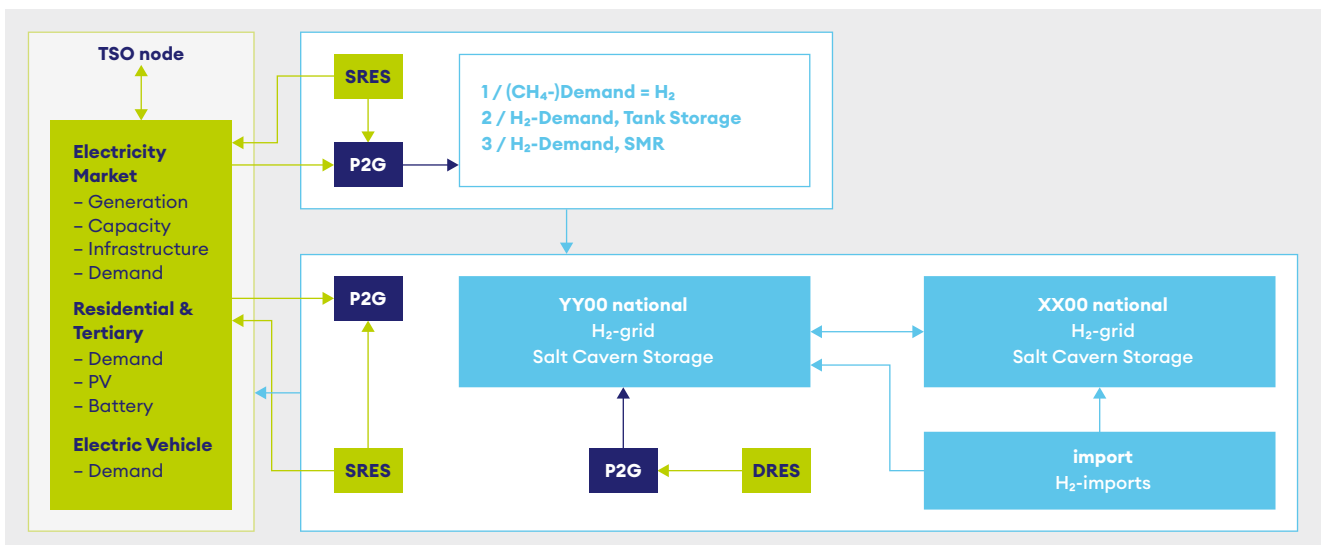 TSO node
Electricity
Market
– Generation
– Capacity
– Infrastructure
– Demand
Residential &
Tertiary
– Demand
– PV
– Battery
Electric Vehicle
– Demand
SRES
P2G
1 / (CH₄-)Demand = H₂
2 / H₂-Demand, Tank Storage
3 / H₂-Demand, SMR
P2G
SRES
YY00 national
H₂-grid
Salt Cavern Storage
P2G
DRES
XX00 national
H₂-grid
Salt Cavern Storage
import
H₂-imports